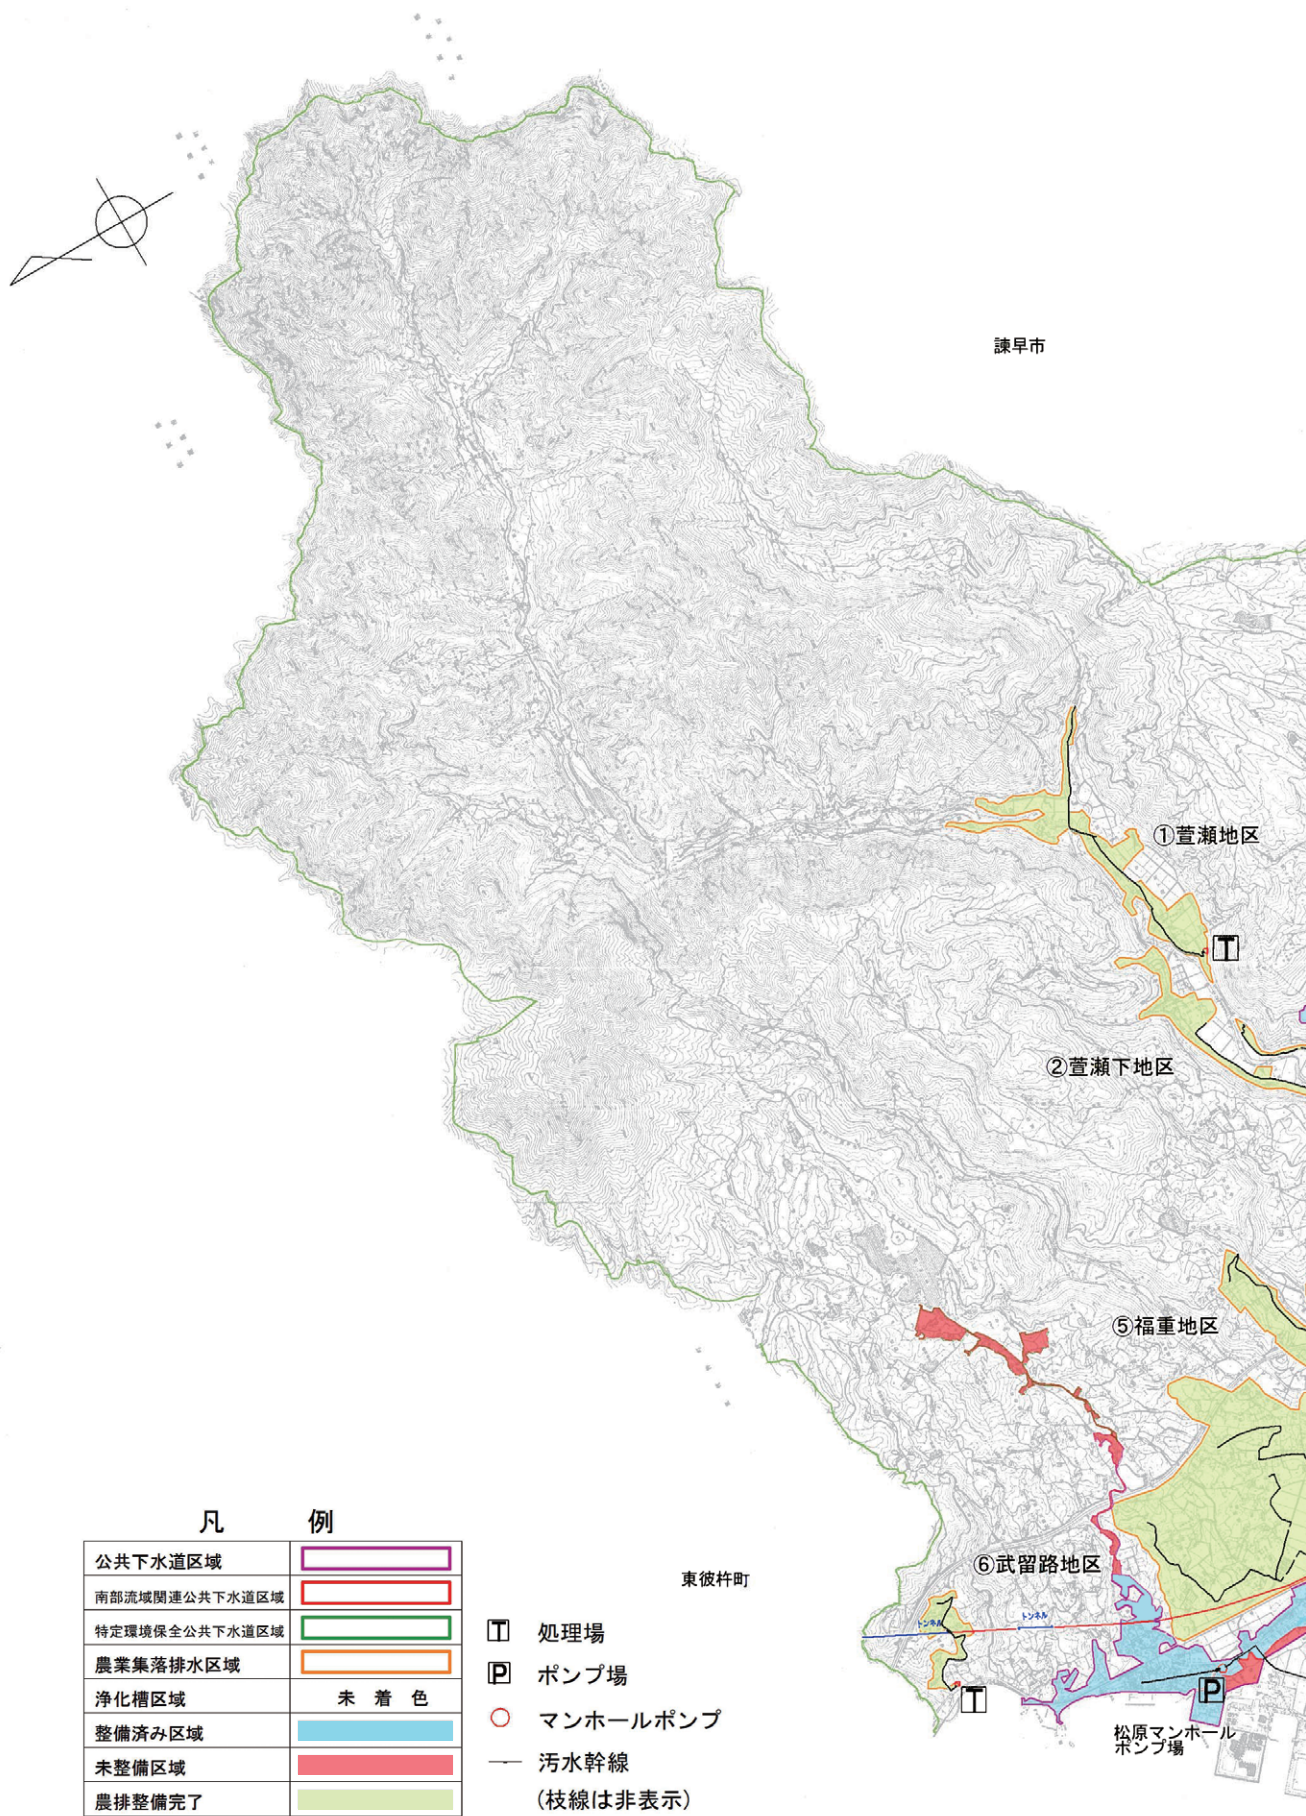 諫早市
①萱瀬地区
T
②萱瀬下地区
⑤福重地区
⑥武留路地区
東彼杵町
トンネル
トンネル
T
P
松原マンホール
ポンプ場
凡 例
公共下水道区域
南部流域関連公共下水道区域
特定環境保全公共下水道区域
農業集落排水区域
浄化槽区域 未着色
整備済み区域
未整備区域
農排整備完了
T 処理場
P ポンプ場
マンホールポンプ
汚水幹線
(枝線は非表示)